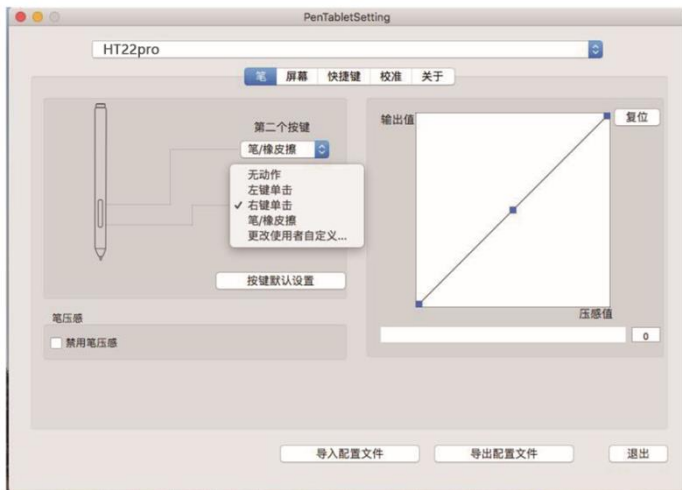 PenTabletSetting
HT22pro
笔 屏幕 快捷键 校准 关于
第二个按键
笔/橡皮擦
无动作
左键单击
✓ 右键单击
笔/橡皮擦
更改使用者自定义...
按键默认设置
笔压感
禁用笔压感
输出值
复位
压感值
0
导入配置文件
导出配置文件
退出